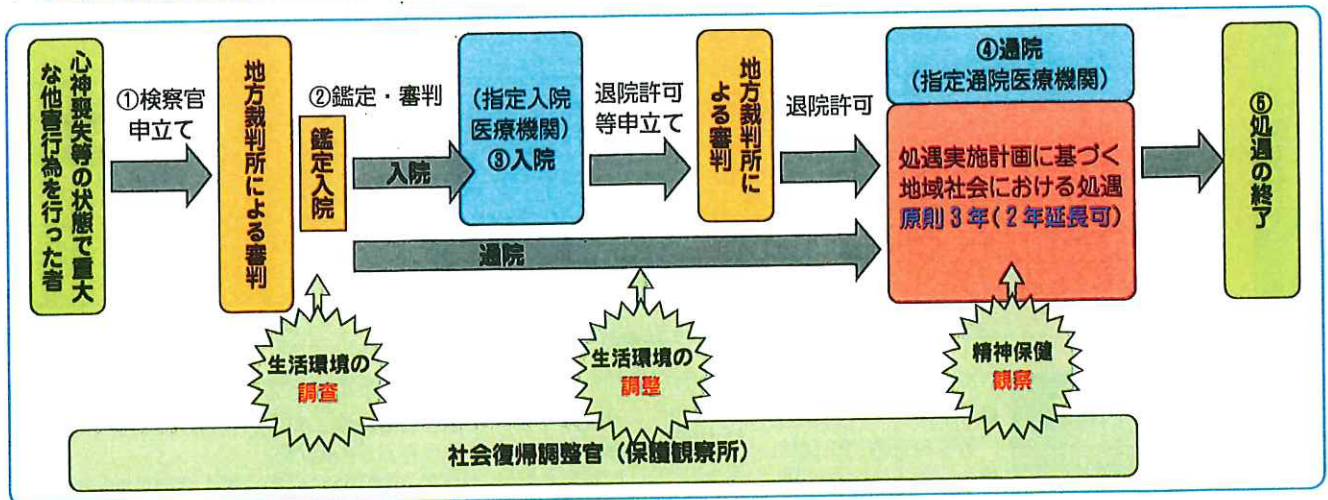 心神喪失等の状態で重大
な他害行為を行った者
①検察官
申立て
地方裁判所による審判
②鑑定・審判
鑑定入院
入院
(指定入院
医療機関)
③入院
退院許可
等申立て
地方裁判所に
よる審判
退院許可
④通院
(指定通院医療機関)
処遇実施計画に基づく
地域社会における処遇
原則3年(2年延長可)
⑤処遇の終了
通院
生活環境の
調査
生活環境の
調整
精神保健
観察
社会復帰調整官(保護観察所)